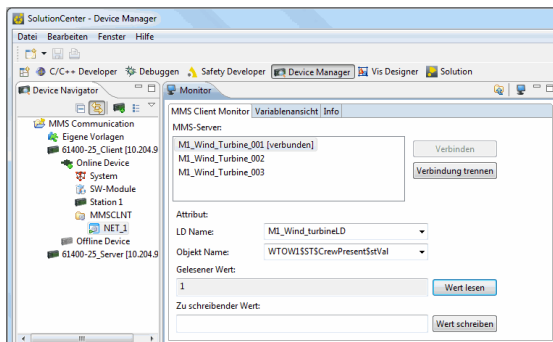 SolutionCenter - Device Manager
Datei Bearbeiten Fenster Hilfe
C/C++ Developer Debuggen Safety Developer Device Manager Vis Designer Solution
Device Navigator
MMS Communication
Eigene Vorlagen
61400-25_Client [10.204.9
Online Device
System
SW-Module
Station 1
MMSCLNT
NET_1
Offline Device
61400-25_Server [10.204.9
Monitor
MMS Client Monitor Variablenansicht Info
MMS-Server:
M1_Wind_Turbine_001 [verbunden]
M1_Wind_Turbine_002
M1_Wind_Turbine_003
Verbinden
Verbindung trennen
Attribut:
LD Name: M1_Wind_turbineLD
Objekt Name: WTOW1$ST$CrewPresent$stVal
Gelesener Wert:
1
Wert lesen
Zu schreibender Wert:
Wert schreiben